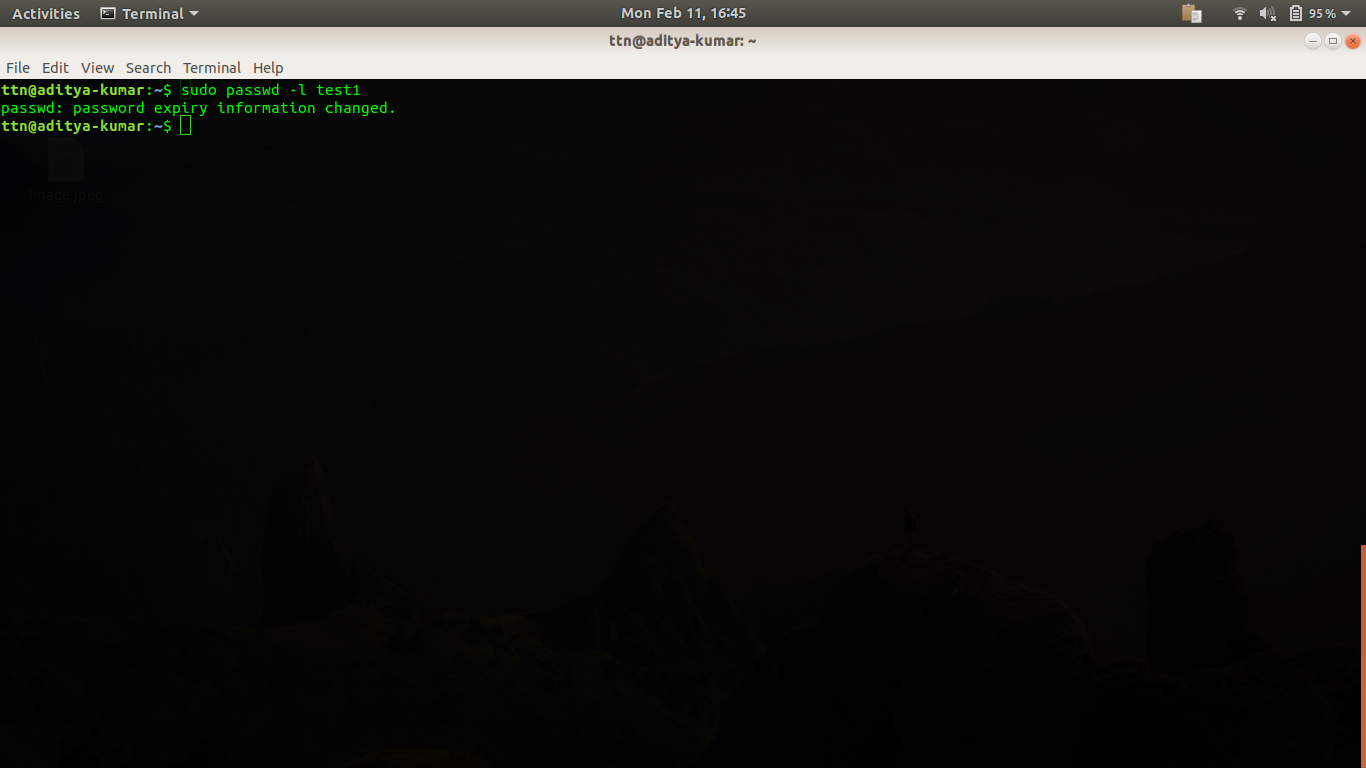 Activities Terminal Mon Feb 11, 16:45 95%
ttn@aditya-kumar: ~
File Edit View Search Terminal Help
ttn@aditya-kumar:~$ sudo passwd -l test1
passwd: password expiry information changed.
ttn@aditya-kumar:~$
Image.jpeg